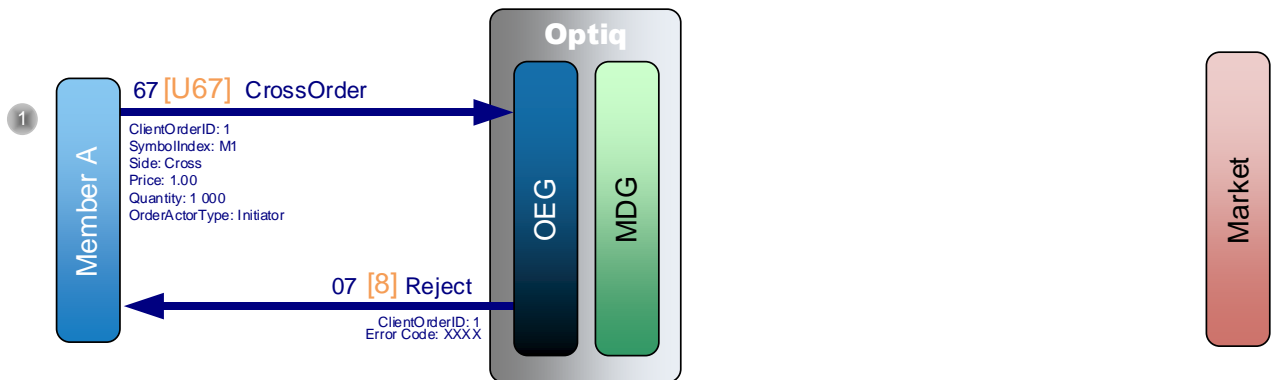 Optiq
67 [U67] CrossOrder
1
ClientOrderID: 1
SymbolIndex: M1
Side: Cross
Price: 1.00
Quantity: 1 000
OrderActorType: Initiator
Member A
OEG
MDG
Market
07 [8] Reject
ClientOrderID: 1
Error Code: XXXX